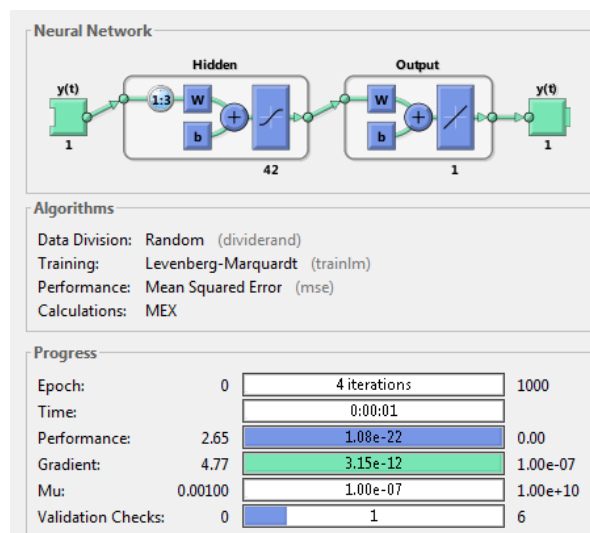 Neural Network
Hidden Output
y(t) 1:3 W b W b y(t)
1 42 1 1
Algorithms
Data Division: Random (dividerand)
Training: Levenberg-Marquardt (trainlm)
Performance: Mean Squared Error (mse)
Calculations: MEX
Progress
Epoch: 0 4 iterations 1000
Time: 0:00:01
Performance: 2.65 1.08e-22 0.00
Gradient: 4.77 3.15e-12 1.00e-07
Mu: 0.00100 1.00e-07 1.00e+10
Validation Checks: 0 1 6